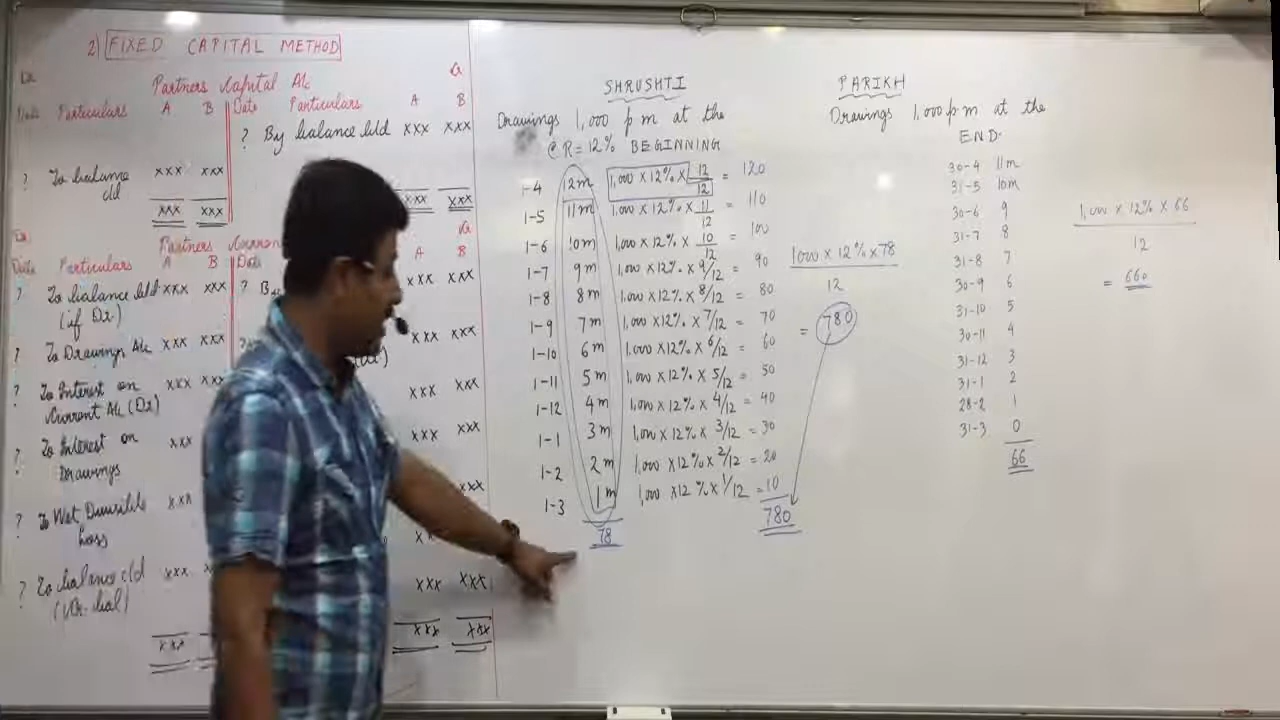 2) FIXED CAPITAL METHOD
Partners Capital A/c
Date Particulars A B Date Particulars A B
? By balance b/d xxx xxx
? To balance c/d xxx xxx
xxx xxx xxx xxx
Partners Curren
Date Particulars A B Date A B
? To balance b/d xxx xxx ? xxx xxx
(if Dr)
? To Drawings A/c xxx xxx xxx xxx
? To Interest on xxx xxx xxx xxx
Current A/c (Dr)
? To Interest on xxx xxx xxx
Drawings
? To Net Divisible xxx xxx
Loss
? To balance c/d xxx xxx xxx
(Cr. bal)
xxx xxx xxx
SHRUSHTI
Drawings 1,000 p m at the
@ R = 12% BEGINNING
1-4 12m 1,000 x 12% x 12/12 = 120
1-5 11m 1,000 x 12% x 11/12 = 110
1-6 10m 1,000 x 12% x 10/12 = 100
1-7 9m 1,000 x 12% x 9/12 = 90
1-8 8m 1,000 x 12% x 8/12 = 80
1-9 7m 1,000 x 12% x 7/12 = 70
1-10 6m 1,000 x 12% x 6/12 = 60
1-11 5m 1,000 x 12% x 5/12 = 50
1-12 4m 1,000 x 12% x 4/12 = 40
1-1 3m 1,000 x 12% x 3/12 = 30
1-2 2m 1,000 x 12% x 2/12 = 20
1-3 1m 1,000 x 12% x 1/12 = 10
78 780
1000 x 12% x 78
12
= 780
PARIKH
Drawings 1,000 p m at the
END
30-4 11m
31-5 10m
30-6 9
31-7 8
31-8 7
30-9 6
31-10 5
30-11 4
31-12 3
31-1 2
28-2 1
31-3 0
66
1,000 x 12% x 66
12
= 660